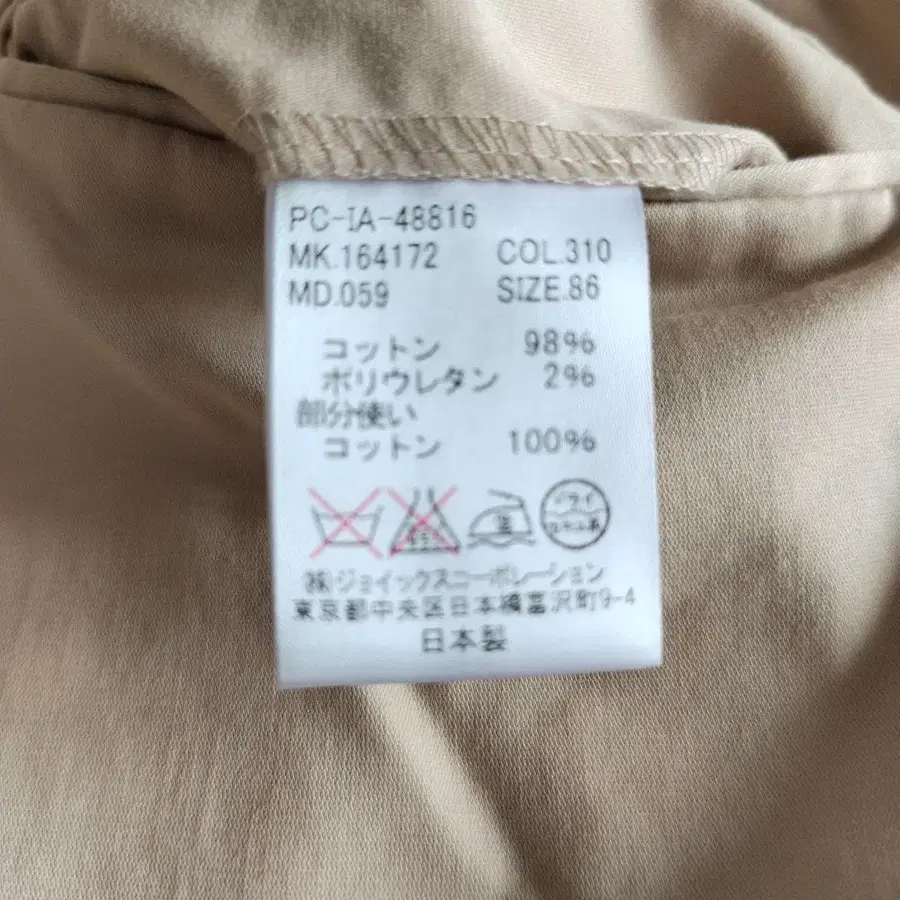 PC-IA-48816
MK.164172 COL.310
MD.059 SIZE.86
コットン 98%
ポリウレタン 2%
部分使い
コットン 100%
ドライ
㈱ジョイックスコーポレーション
東京都中央区日本橋富沢町9-4
日本製